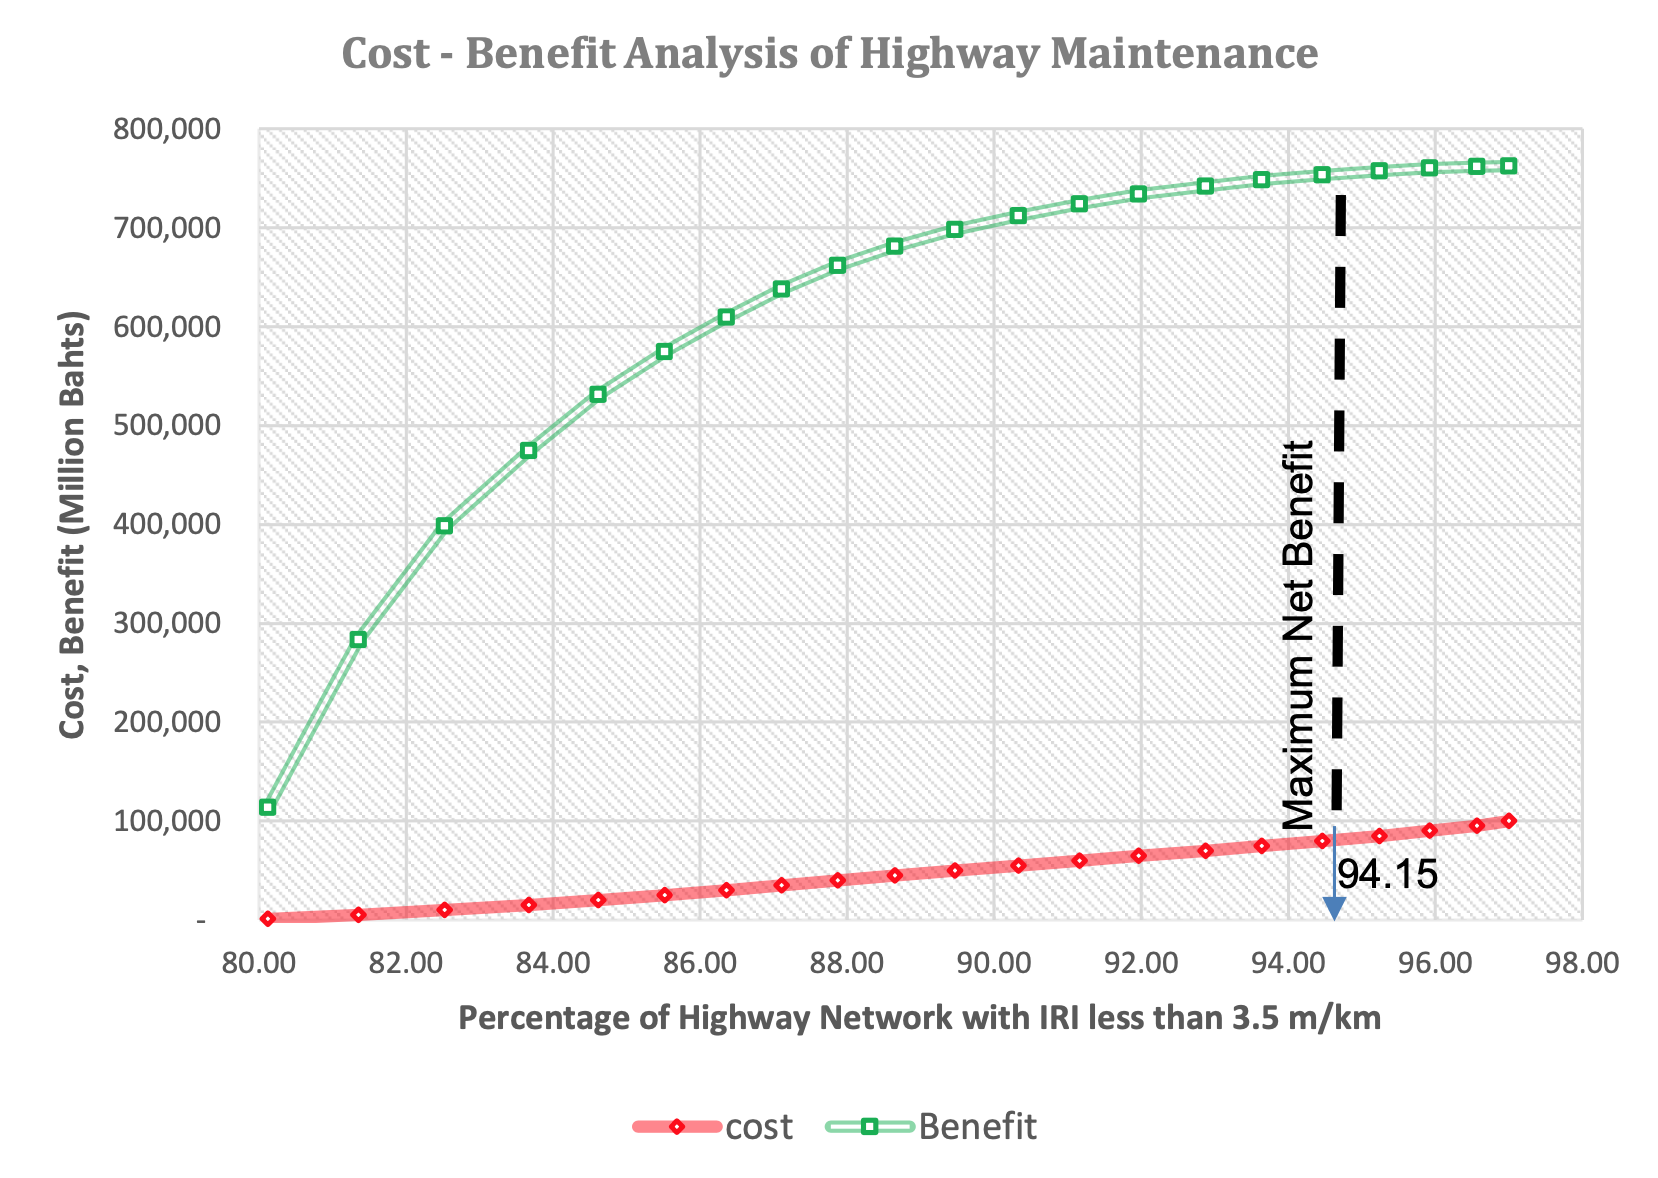 Cost - Benefit Analysis of Highway Maintenance
800,000
700,000
600,000
500,000
400,000
300,000
200,000
100,000
-
Cost, Benefit (Million Bahts)
Maximum Net Benefit
94.15
80.00 82.00 84.00 86.00 88.00 90.00 92.00 94.00 96.00 98.00
Percentage of Highway Network with IRI less than 3.5 m/km
cost Benefit